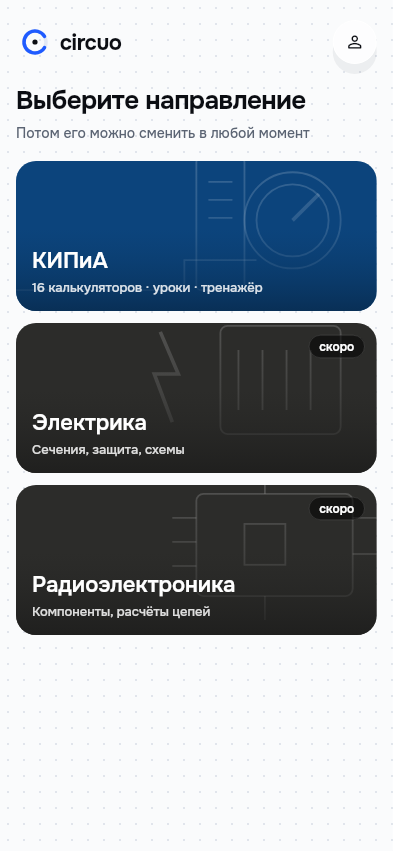 circuo
Выберите направление
Потом его можно сменить в любой момент
КИПиА
16 калькуляторов · уроки · тренажёр
скоро
Электрика
Сечения, защита, схемы
скоро
Радиоэлектроника
Компоненты, расчёты цепей